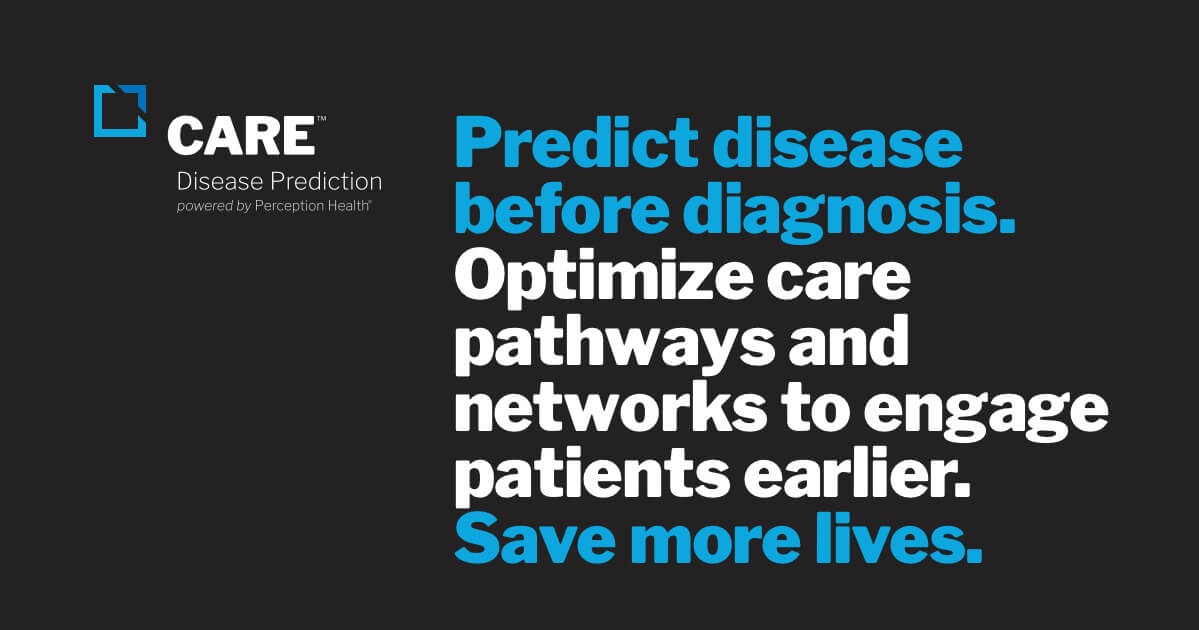 CARE™
Disease Prediction
powered by Perception Health®
Predict disease
before diagnosis.
Optimize care
pathways and
networks to engage
patients earlier.
Save more lives.